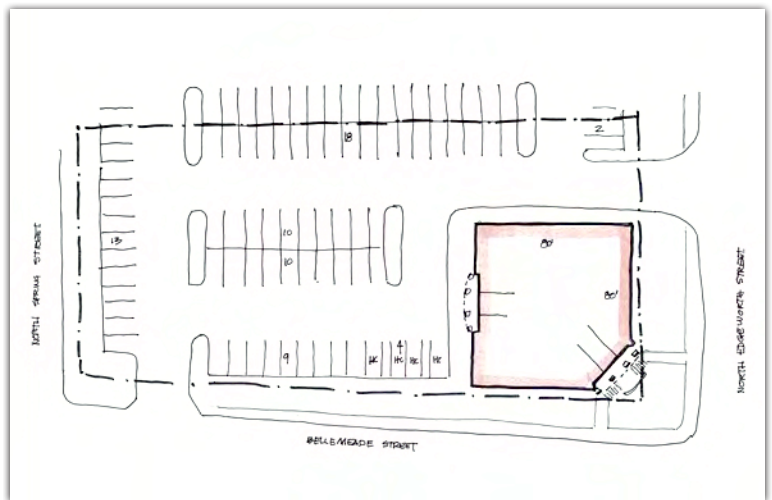 2
18
NORTH SPRING STREET
13
10
10
80'
80'
NORTH EDGEWORTH STREET
9
4
HC HC HC HC
BELLEMEADE STREET